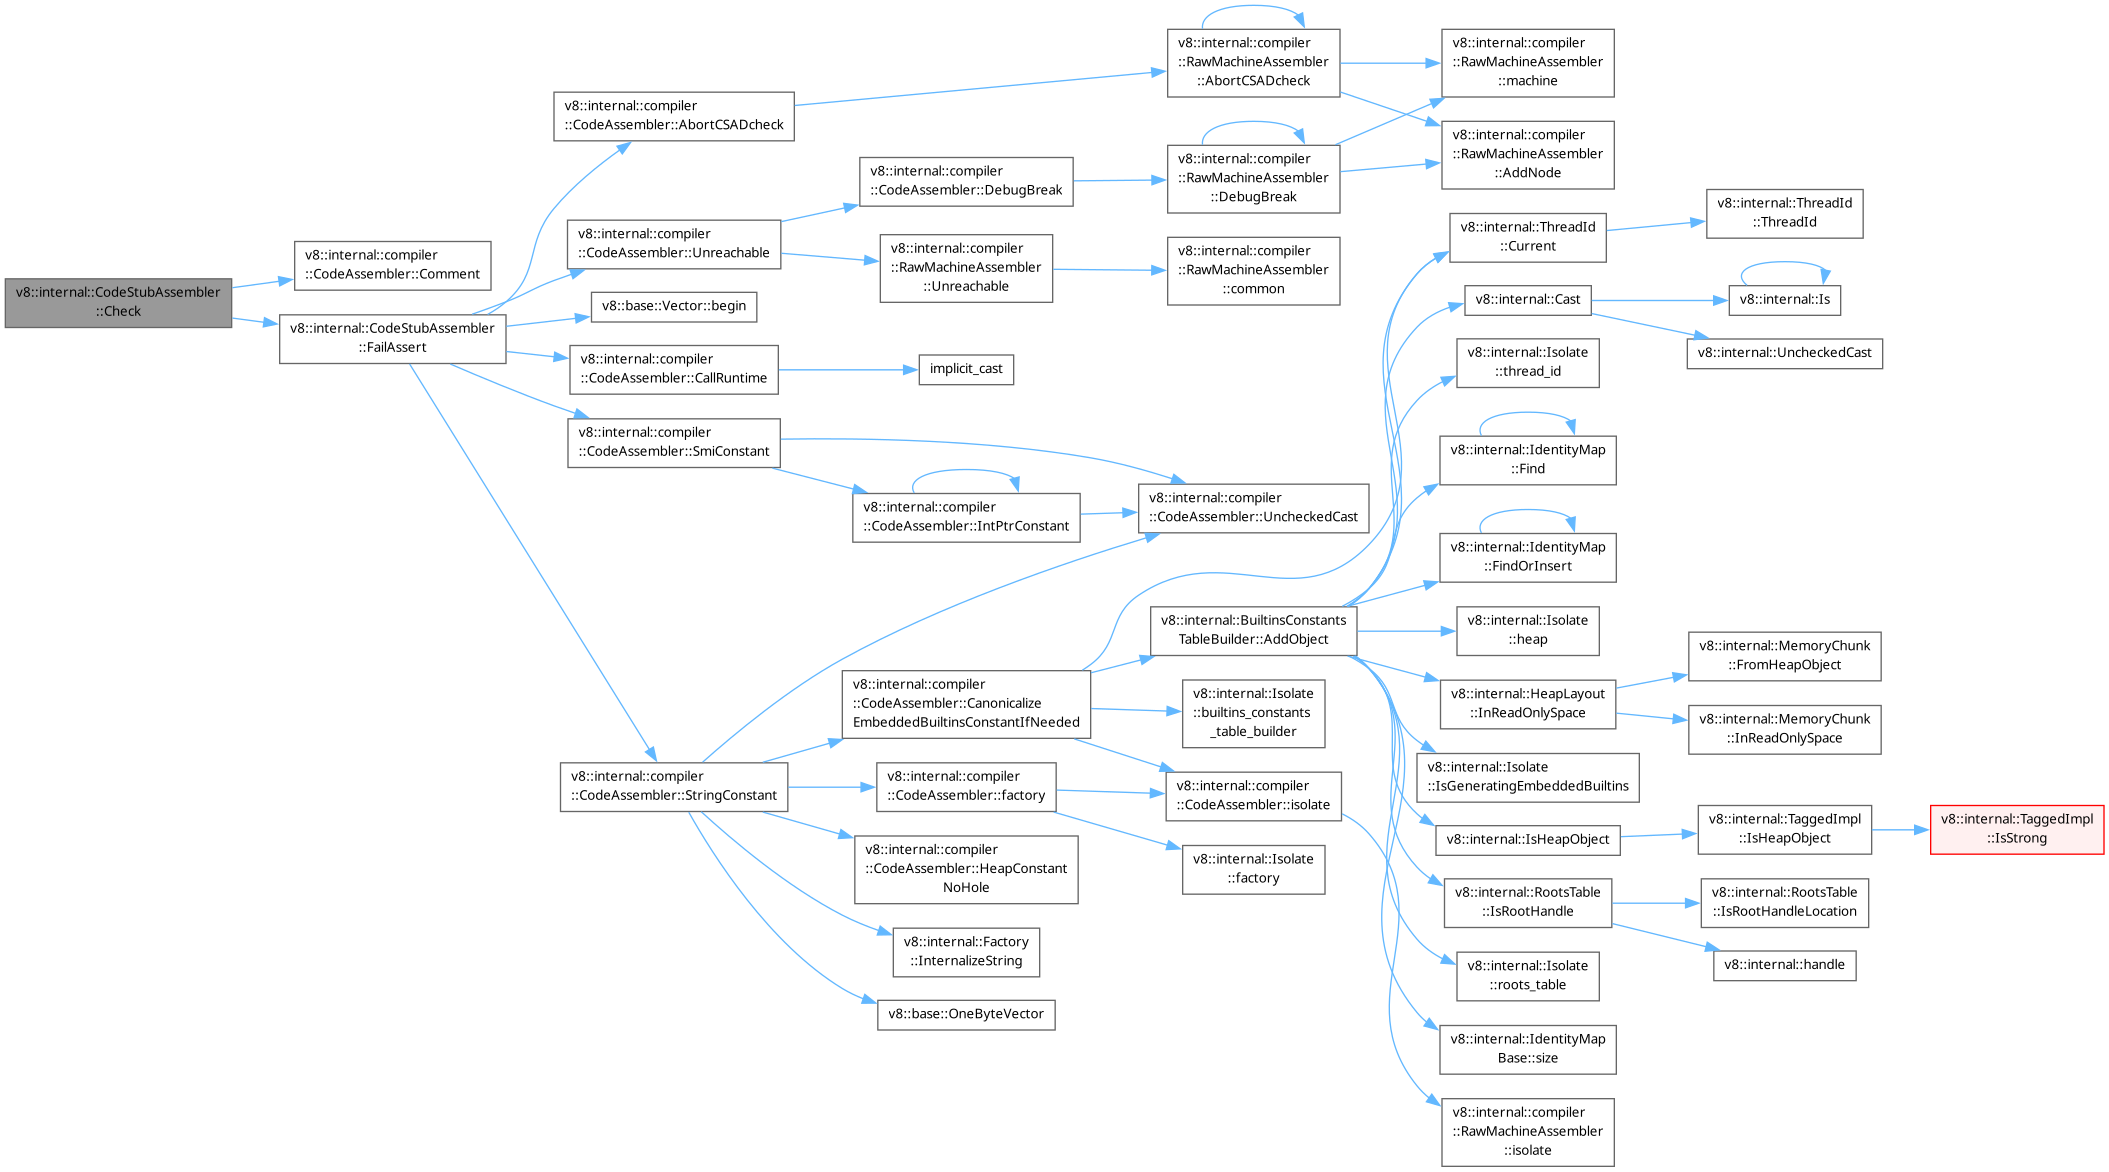 v8::internal::CodeStubAssembler
::Check
v8::internal::compiler
::CodeAssembler::Comment
v8::internal::CodeStubAssembler
::FailAssert
v8::internal::compiler
::CodeAssembler::AbortCSADcheck
v8::internal::compiler
::CodeAssembler::Unreachable
v8::base::Vector::begin
v8::internal::compiler
::CodeAssembler::CallRuntime
v8::internal::compiler
::CodeAssembler::SmiConstant
v8::internal::compiler
::CodeAssembler::StringConstant
v8::internal::compiler
::CodeAssembler::DebugBreak
v8::internal::compiler
::RawMachineAssembler
::Unreachable
implicit_cast
v8::internal::compiler
::CodeAssembler::IntPtrConstant
v8::internal::compiler
::CodeAssembler::Canonicalize
EmbeddedBuiltinsConstantIfNeeded
v8::internal::compiler
::CodeAssembler::factory
v8::internal::compiler
::CodeAssembler::HeapConstant
NoHole
v8::internal::Factory
::InternalizeString
v8::base::OneByteVector
v8::internal::compiler
::RawMachineAssembler
::AbortCSADcheck
v8::internal::compiler
::RawMachineAssembler
::DebugBreak
v8::internal::compiler
::RawMachineAssembler
::common
v8::internal::compiler
::CodeAssembler::UncheckedCast
v8::internal::BuiltinsConstants
TableBuilder::AddObject
v8::internal::Isolate
::builtins_constants
_table_builder
v8::internal::compiler
::CodeAssembler::isolate
v8::internal::Isolate
::factory
v8::internal::compiler
::RawMachineAssembler
::machine
v8::internal::compiler
::RawMachineAssembler
::AddNode
v8::internal::ThreadId
::Current
v8::internal::Cast
v8::internal::Isolate
::thread_id
v8::internal::IdentityMap
::Find
v8::internal::IdentityMap
::FindOrInsert
v8::internal::Isolate
::heap
v8::internal::HeapLayout
::InReadOnlySpace
v8::internal::Isolate
::IsGeneratingEmbeddedBuiltins
v8::internal::IsHeapObject
v8::internal::RootsTable
::IsRootHandle
v8::internal::Isolate
::roots_table
v8::internal::IdentityMap
Base::size
v8::internal::compiler
::RawMachineAssembler
::isolate
v8::internal::ThreadId
::ThreadId
v8::internal::Is
v8::internal::UncheckedCast
v8::internal::MemoryChunk
::FromHeapObject
v8::internal::MemoryChunk
::InReadOnlySpace
v8::internal::TaggedImpl
::IsHeapObject
v8::internal::RootsTable
::IsRootHandleLocation
v8::internal::handle
v8::internal::TaggedImpl
::IsStrong